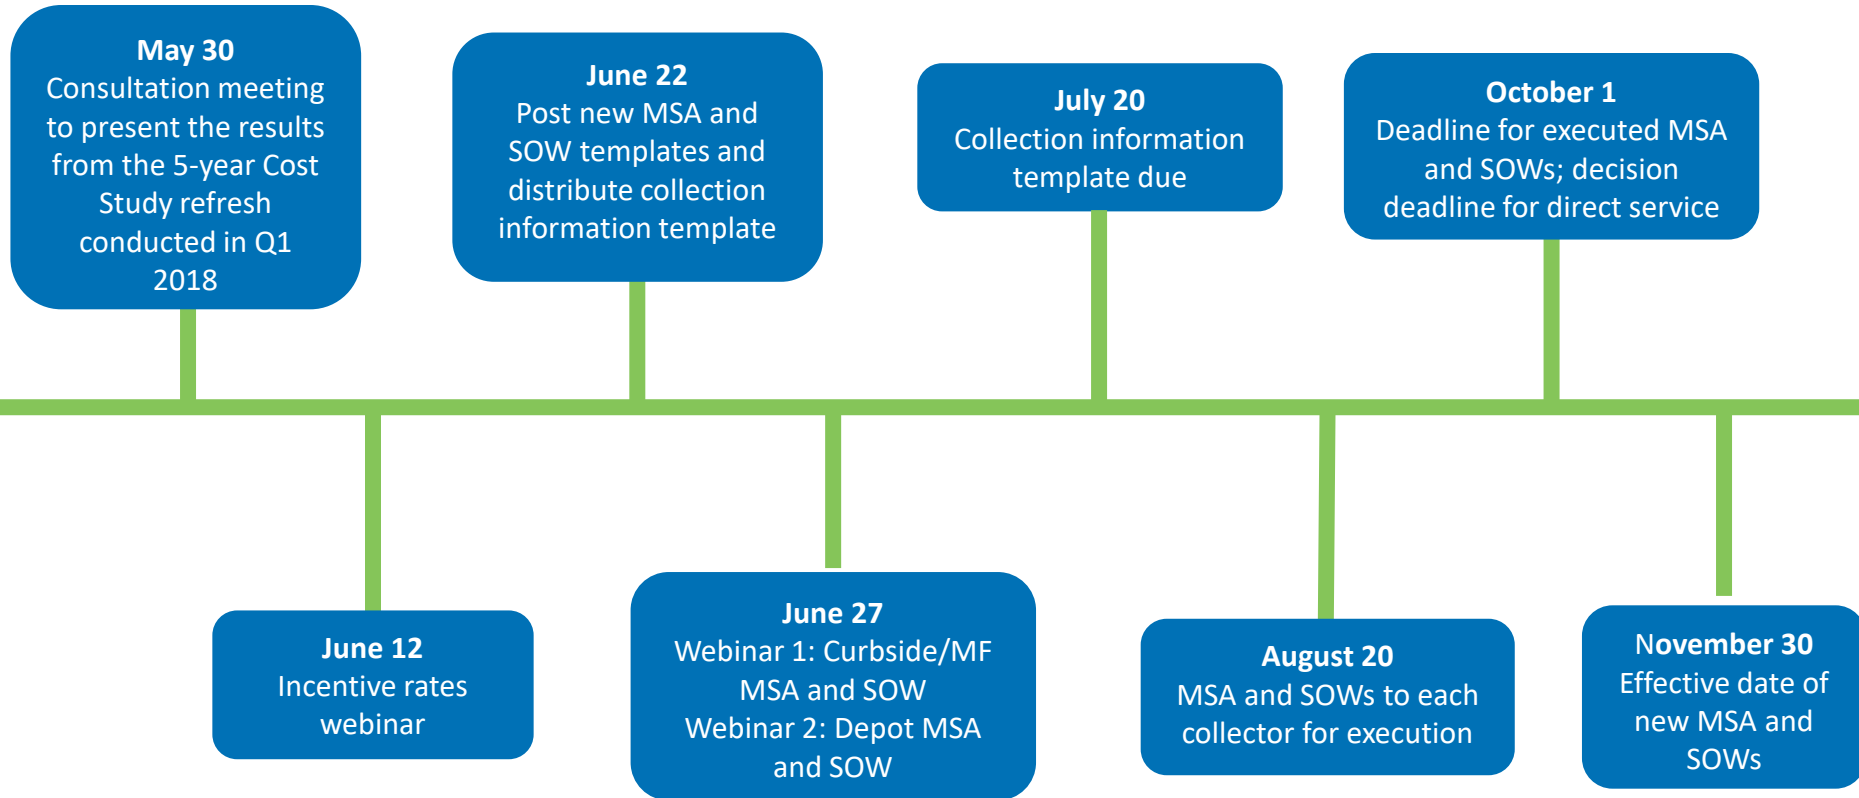 May 30
Consultation meeting
to present the results
from the 5-year Cost
Study refresh
conducted in Q1
2018
June 12
Incentive rates
webinar
June 22
Post new MSA and
SOW templates and
distribute collection
information template
June 27
Webinar 1: Curbside/MF
MSA and SOW
Webinar 2: Depot MSA
and SOW
July 20
Collection information
template due
August 20
MSA and SOWs to each
collector for execution
October 1
Deadline for executed MSA
and SOWs; decision
deadline for direct service
November 30
Effective date of
new MSA and
SOWs